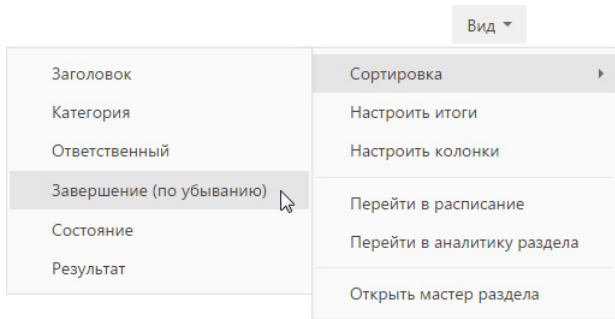 Вид
Сортировка
Настроить итоги
Настроить колонки
Перейти в расписание
Перейти в аналитику раздела
Открыть мастер раздела
Заголовок
Категория
Ответственный
Завершение (по убыванию)
Состояние
Результат